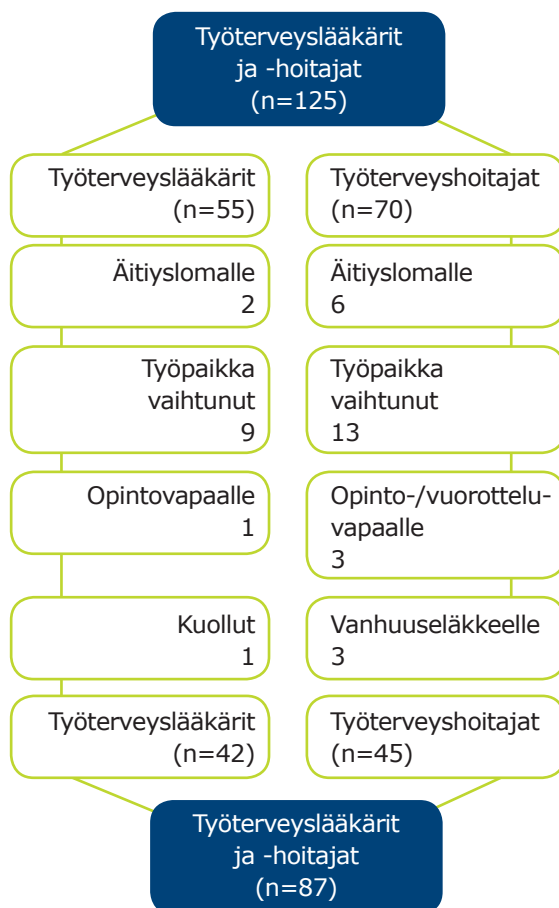 Työterveyslääkärit
ja -hoitajat
(n=125)
Työterveyslääkärit
(n=55)
Työterveyshoitajat
(n=70)
Äitiyslomalle
2
Äitiyslomalle
6
Työpaikka
vaihtunut
9
Työpaikka
vaihtunut
13
Opintovapaalle
1
Opinto-/vuorottelu-
vapaalle
3
Kuollut
1
Vanhuuseläkkeelle
3
Työterveyslääkärit
(n=42)
Työterveyshoitajat
(n=45)
Työterveyslääkärit
ja -hoitajat
(n=87)